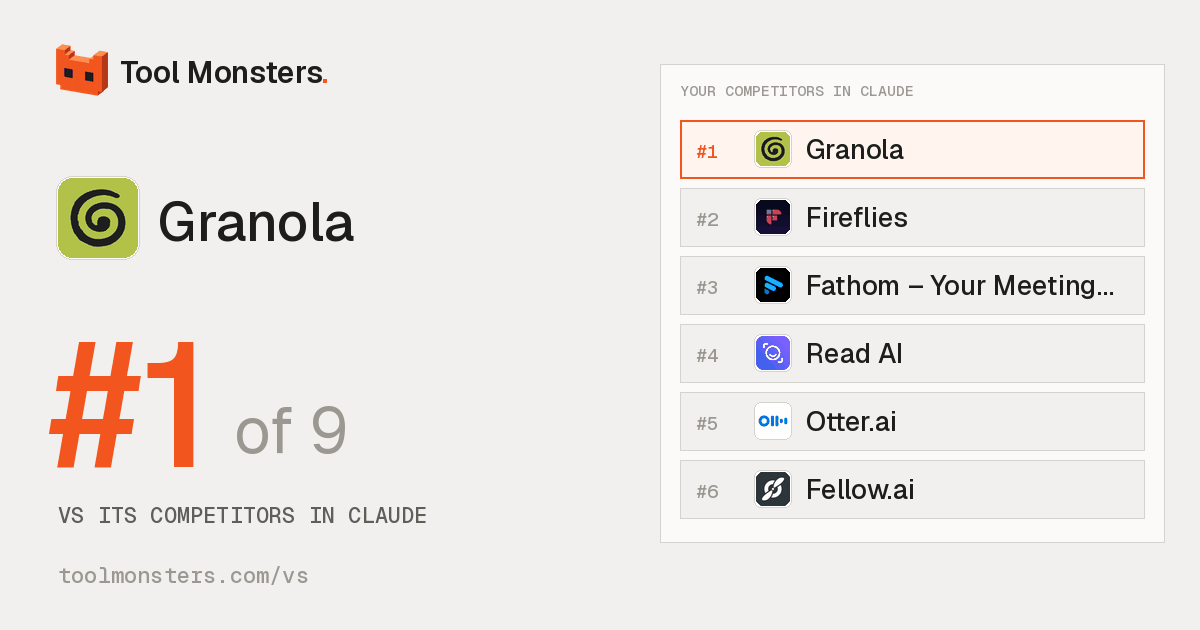 Tool Monsters.
Granola
#1 of 9
VS ITS COMPETITORS IN CLAUDE
toolmonsters.com/vs
YOUR COMPETITORS IN CLAUDE
#1 Granola
#2 Fireflies
#3 Fathom – Your Meeting...
#4 Read AI
#5 Otter.ai
#6 Fellow.ai